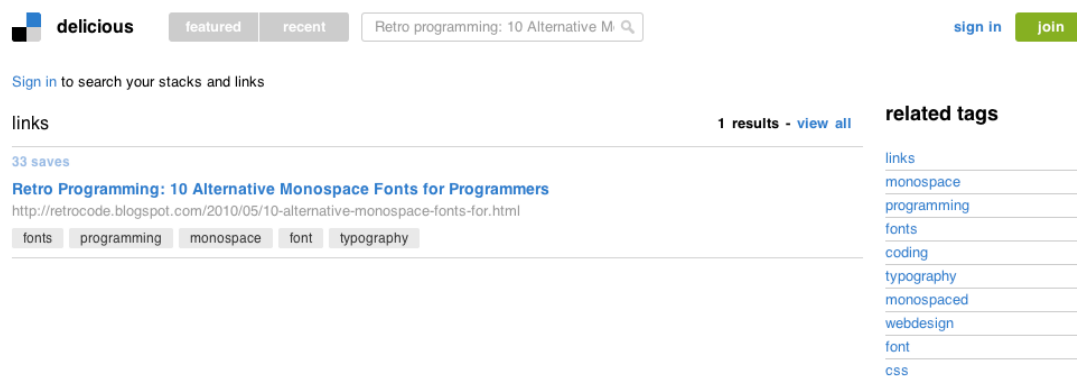 delicious featured recent Retro programming: 10 Alternative M sign in join
Sign in to search your stacks and links
links
1 results - view all
33 saves
Retro Programming: 10 Alternative Monospace Fonts for Programmers
http://retrocode.blogspot.com/2010/05/10-alternative-monospace-fonts-for.html
fonts programming monospace font typography
related tags
links
monospace
programming
fonts
coding
typography
monospaced
webdesign
font
css